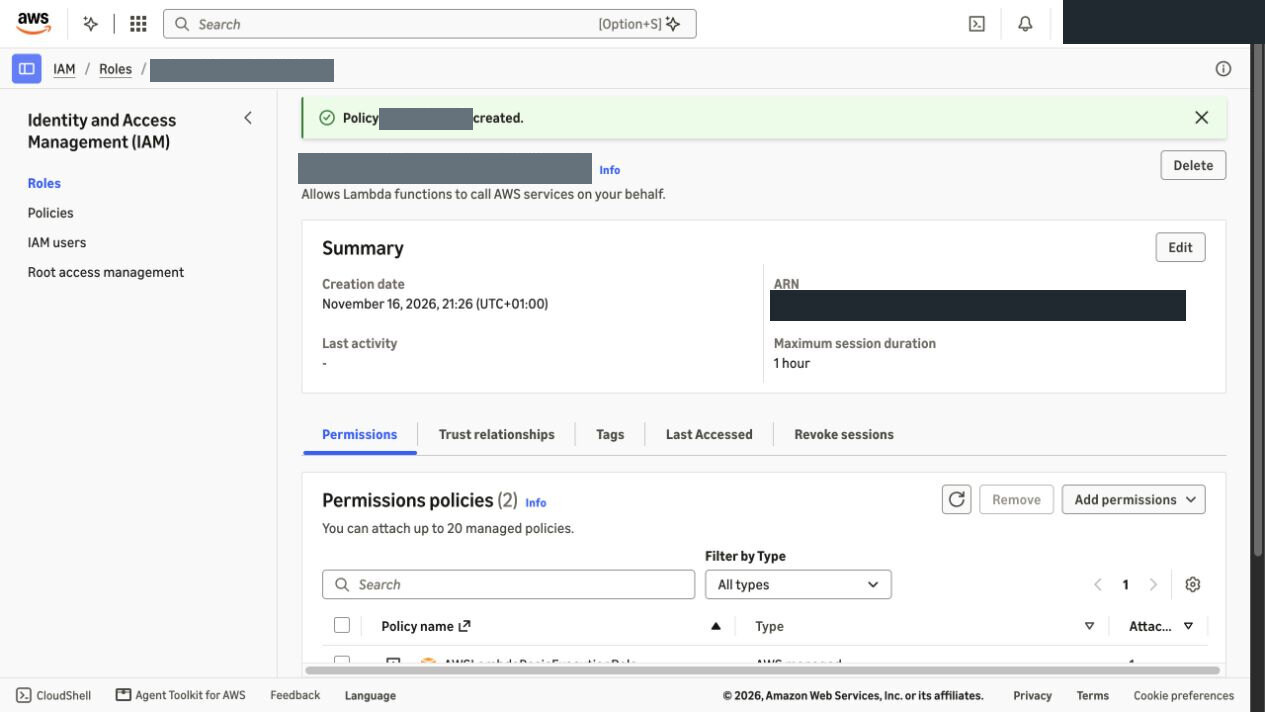 aws
Search [Option+S]
IAM / Roles /
Identity and Access
Management (IAM)
Roles
Policies
IAM users
Root access management
Policy created.
Info
Delete
Allows Lambda functions to call AWS services on your behalf.
Summary
Edit
Creation date
November 16, 2026, 21:26 (UTC+01:00)
ARN
Last activity
-
Maximum session duration
1 hour
Permissions
Trust relationships
Tags
Last Accessed
Revoke sessions
Permissions policies (2) Info
Remove
Add permissions
You can attach up to 20 managed policies.
Filter by Type
Search
All types
1
Policy name
Type
Attac...
AWSLambdaBasicExecutionRole
AWS managed
CloudShell
Agent Toolkit for AWS
Feedback
Language
© 2026, Amazon Web Services, Inc. or its affiliates.
Privacy
Terms
Cookie preferences